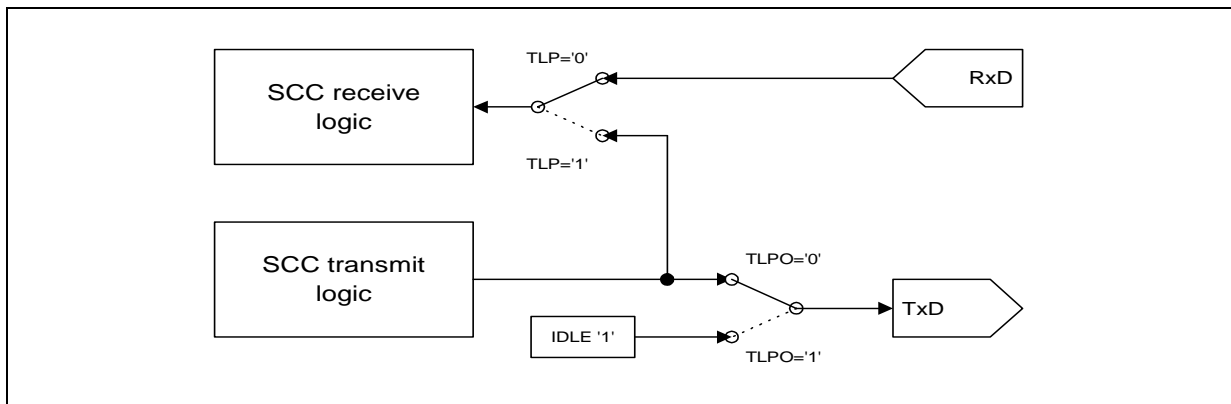 TLP='0'
SCC receive
logic
RxD
TLP='1'
SCC transmit
logic
TLPO='0'
TxD
IDLE '1'
TLPO='1'